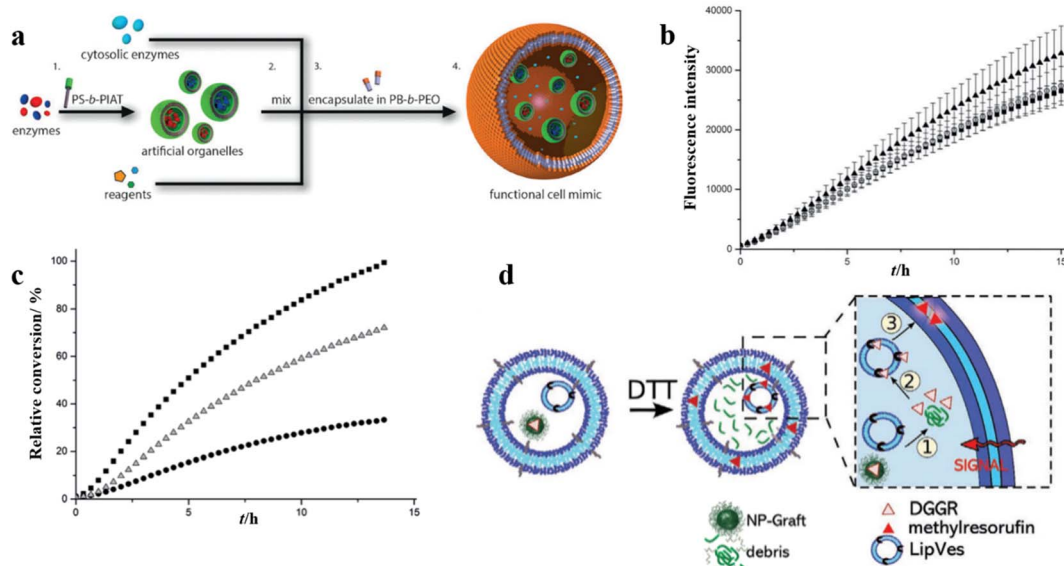 a
cytosolic enzymes
1.
PS-b-PIAT
2.
3.
4.
mix
encapsulate in PB-b-PEO
enzymes
artificial organelles
reagents
functional cell mimic
b
Fluorescence intensity
40000
30000
20000
10000
0
0
5
10
15
t/h
c
Relative conversion/ %
100
80
60
40
20
0
0
5
10
15
t/h
d
DTT
3
2
1
SIGNAL
NP-Graft
debris
DGGR
methylresorufin
LipVes